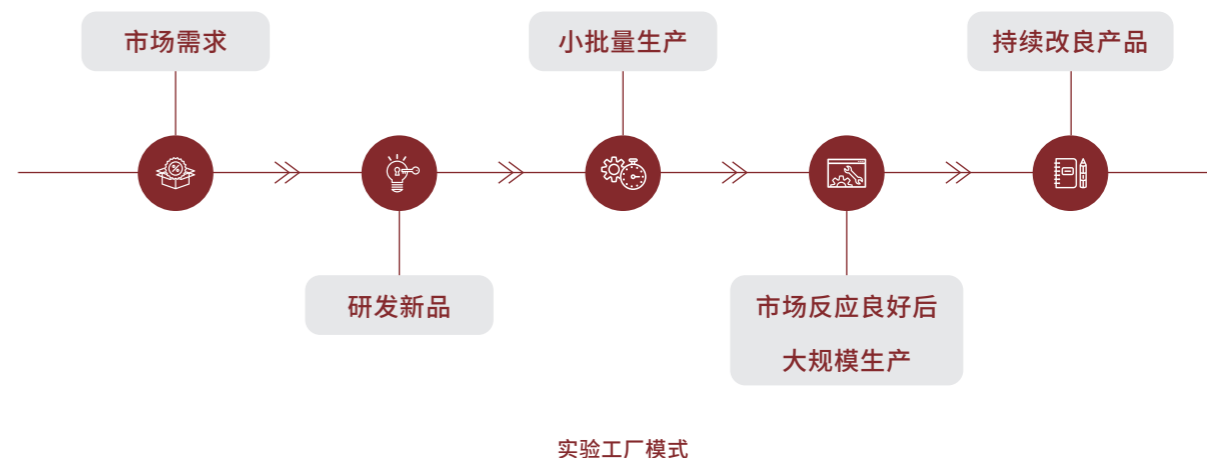 市场需求
小批量生产
持续改良产品
研发新品
市场反应良好后
大规模生产
实验工厂模式